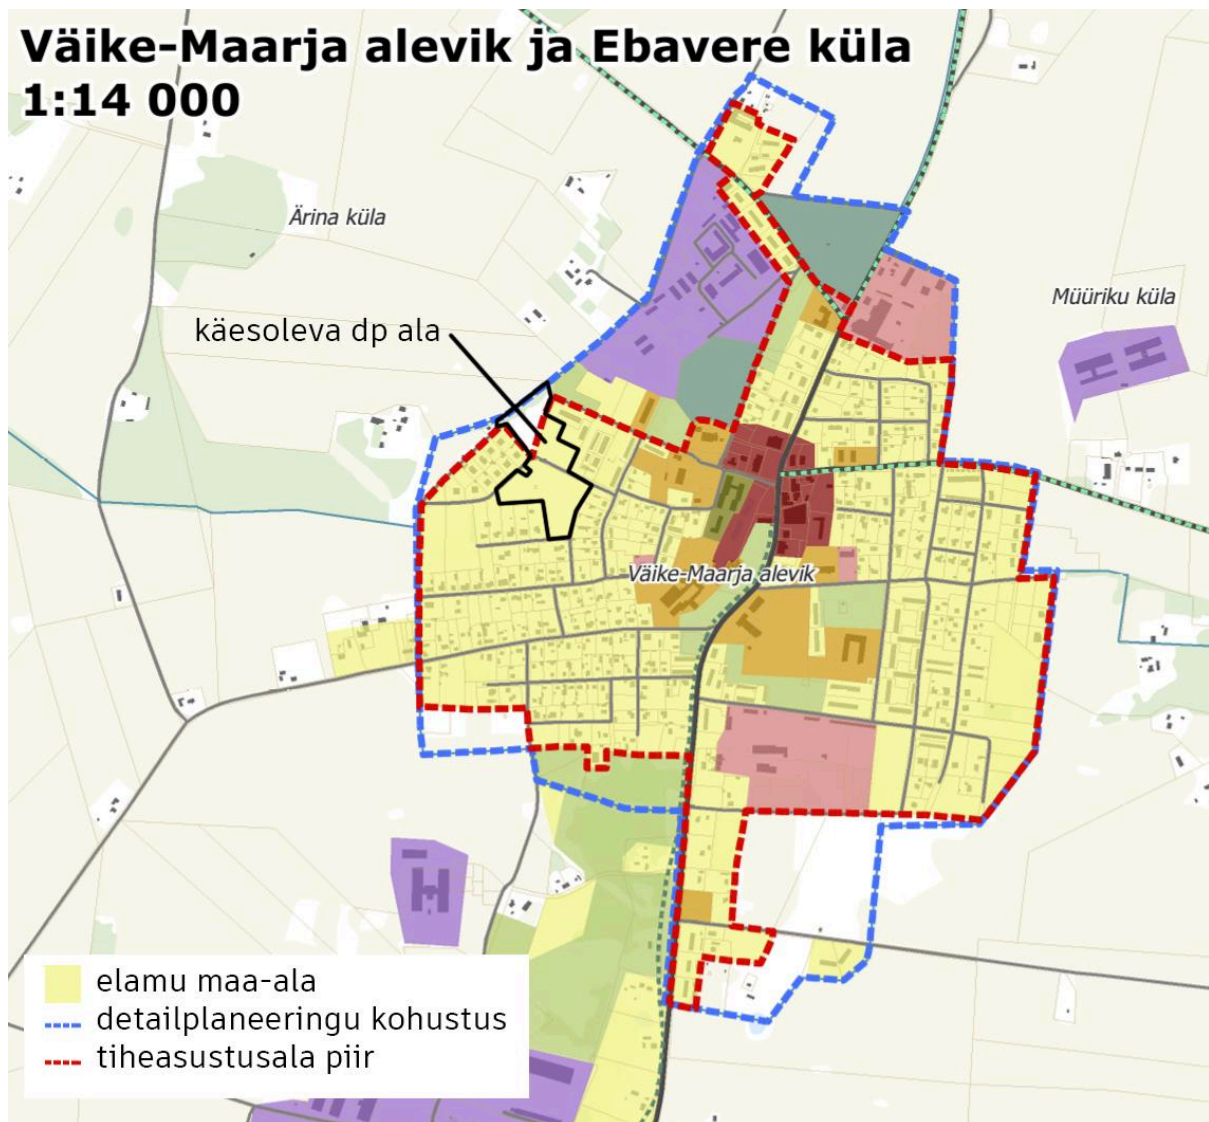 Väike-Maarja alevik ja Ebavere küla
1:14 000
Ärina küla
Müüriku küla
käesoleva dp ala
Väike-Maarja alevik
elamu maa-ala
detailplaneeringu kohustus
tiheasustusala piir